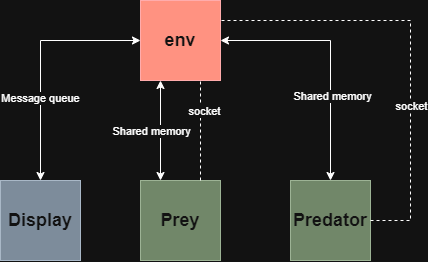 env
Message queue
Shared memory
socket
Shared memory
socket
Display
Prey
Predator